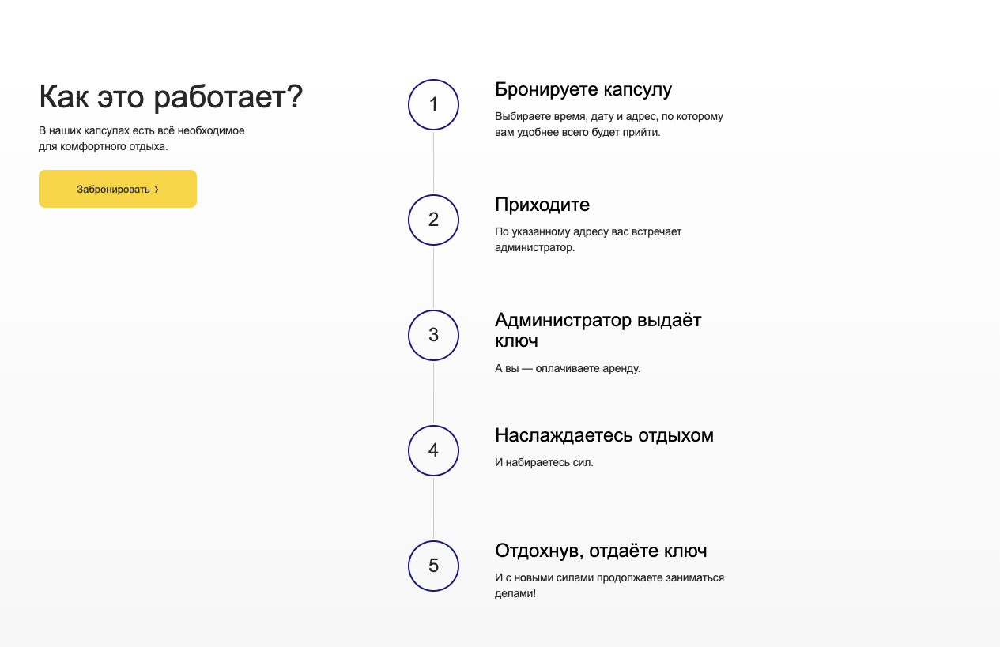 Как это работает?
В наших капсулах есть всё необходимое
для комфортного отдыха.
Забронировать ›
1
Бронируете капсулу
Выбираете время, дату и адрес, по которому
вам удобнее всего будет прийти.
2
Приходите
По указанному адресу вас встречает
администратор.
3
Администратор выдаёт
ключ
А вы — оплачиваете аренду.
4
Наслаждаетесь отдыхом
И набираетесь сил.
5
Отдохнув, отдаёте ключ
И с новыми силами продолжаете заниматься
делами!